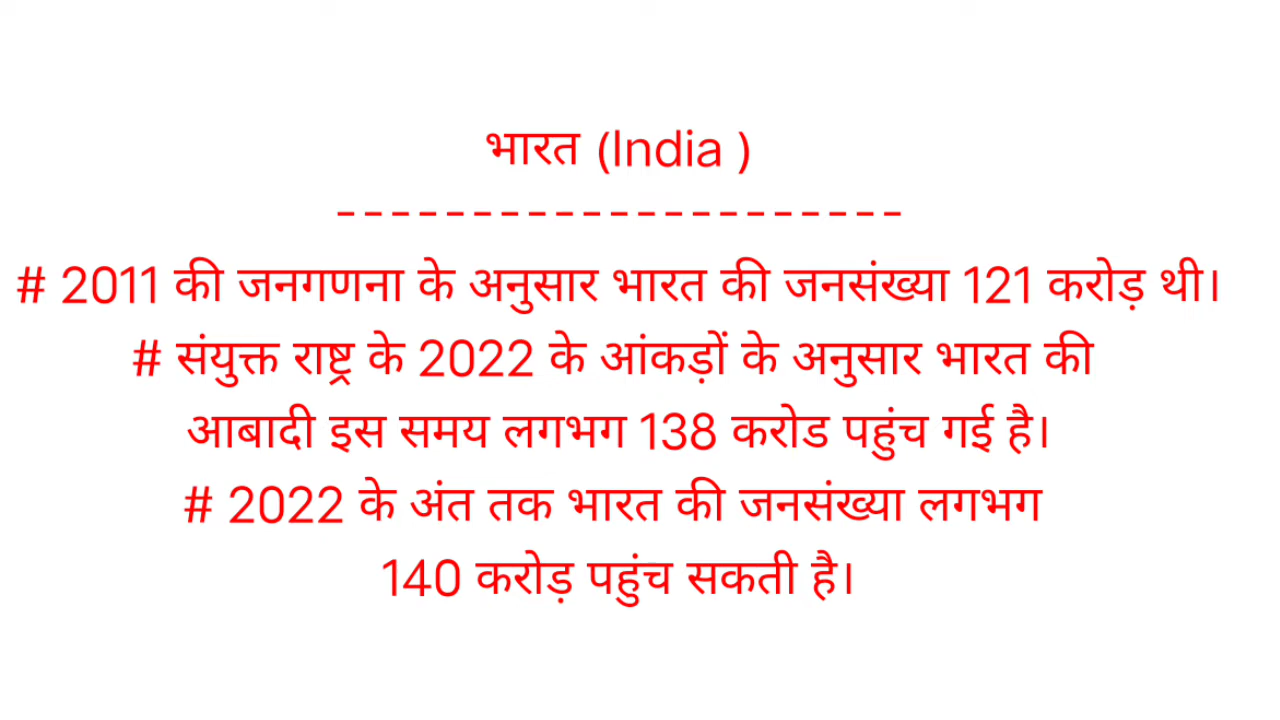 भारत (India )
---------------------
# 2011 की जनगणना के अनुसार भारत की जनसंख्या 121 करोड़ थी।
# संयुक्त राष्ट्र के 2022 के आंकड़ों के अनुसार भारत की
आबादी इस समय लगभग 138 करोड पहुंच गई है।
# 2022 के अंत तक भारत की जनसंख्या लगभग
140 करोड़ पहुंच सकती है।